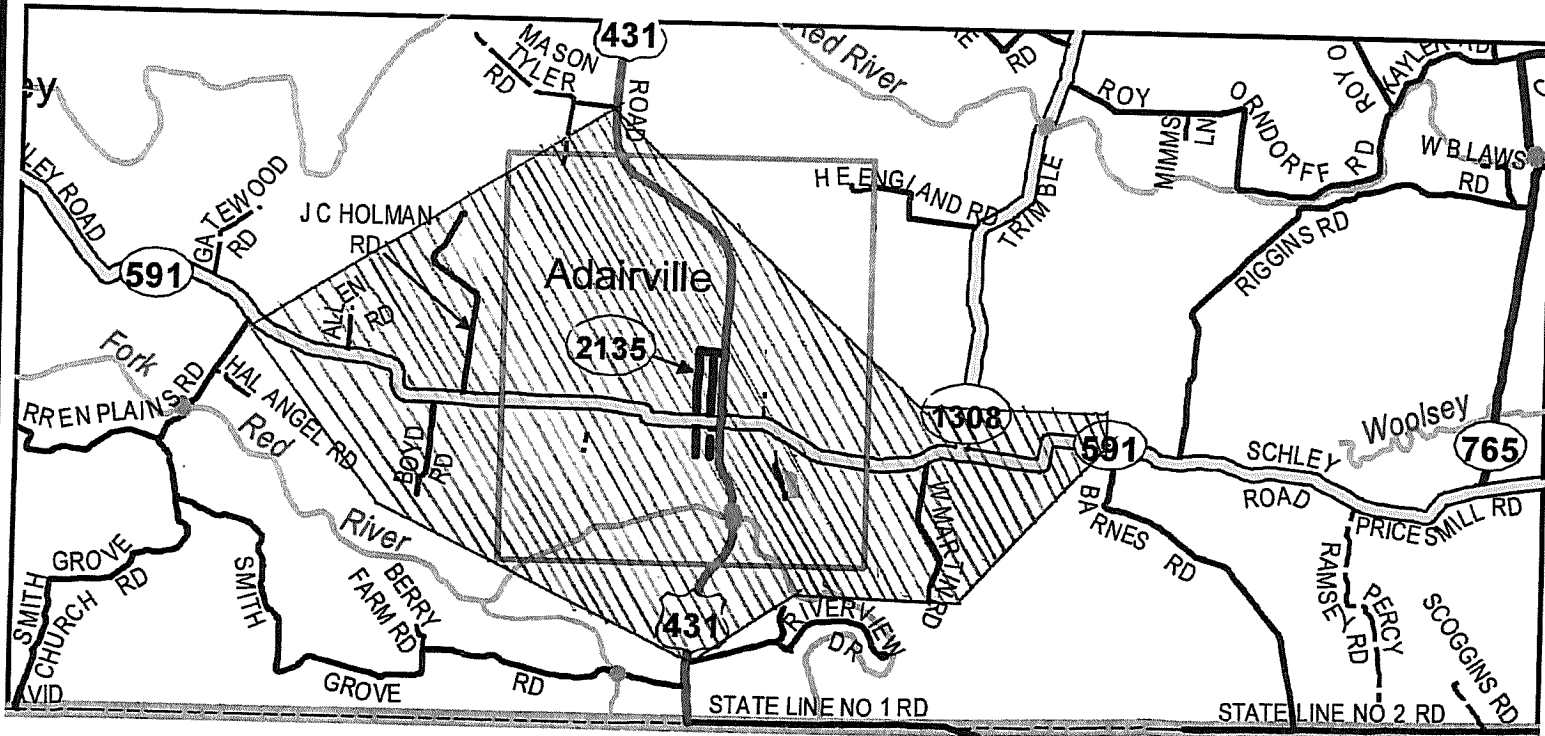 431
MASON
TYLER
RD
ROAD
Red River
RD
ROY
ORNDORFF RD
MIMMS
LN
KAYLER RD
W B LAWS
RD
ey
GATEWOOD
RD
J C HOLMAN
RD
H E ENGLAND RD
TRIMBLE
RIGGINS RD
591
Adairville
ALLEN
RD
2135
Fork
Red
River
RREN PLAINS RD
HAL ANGEL RD
BOYD
RD
1308
591
SCHLEY
ROAD
Woolsey
765
W MARTIN RD
BARNES
RD
PRICES MILL RD
GROVE
RD
SMITH
CHURCH
SMITH
BERRY
FARM RD
431
RIVERVIEW
DR
RAMSEY RD
PERCY
RD
SCOGGINS RD
AVID
GROVE
RD
STATE LINE NO 1 RD
STATE LINE NO 2 RD